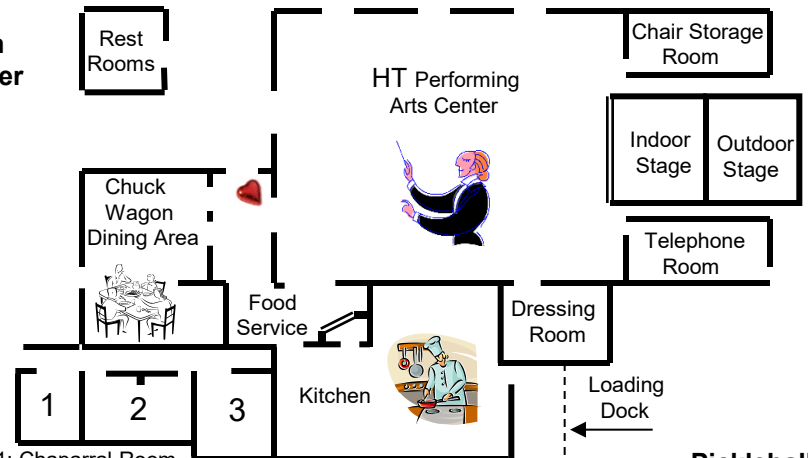 Rest
Rooms
Chair Storage
Room
HT Performing
Arts Center
Indoor
Stage
Outdoor
Stage
Chuck
Wagon
Dining Area
Telephone
Room
Food
Service
Dressing
Room
Kitchen
Loading
Dock
1
2
3
1: Chaparral Room